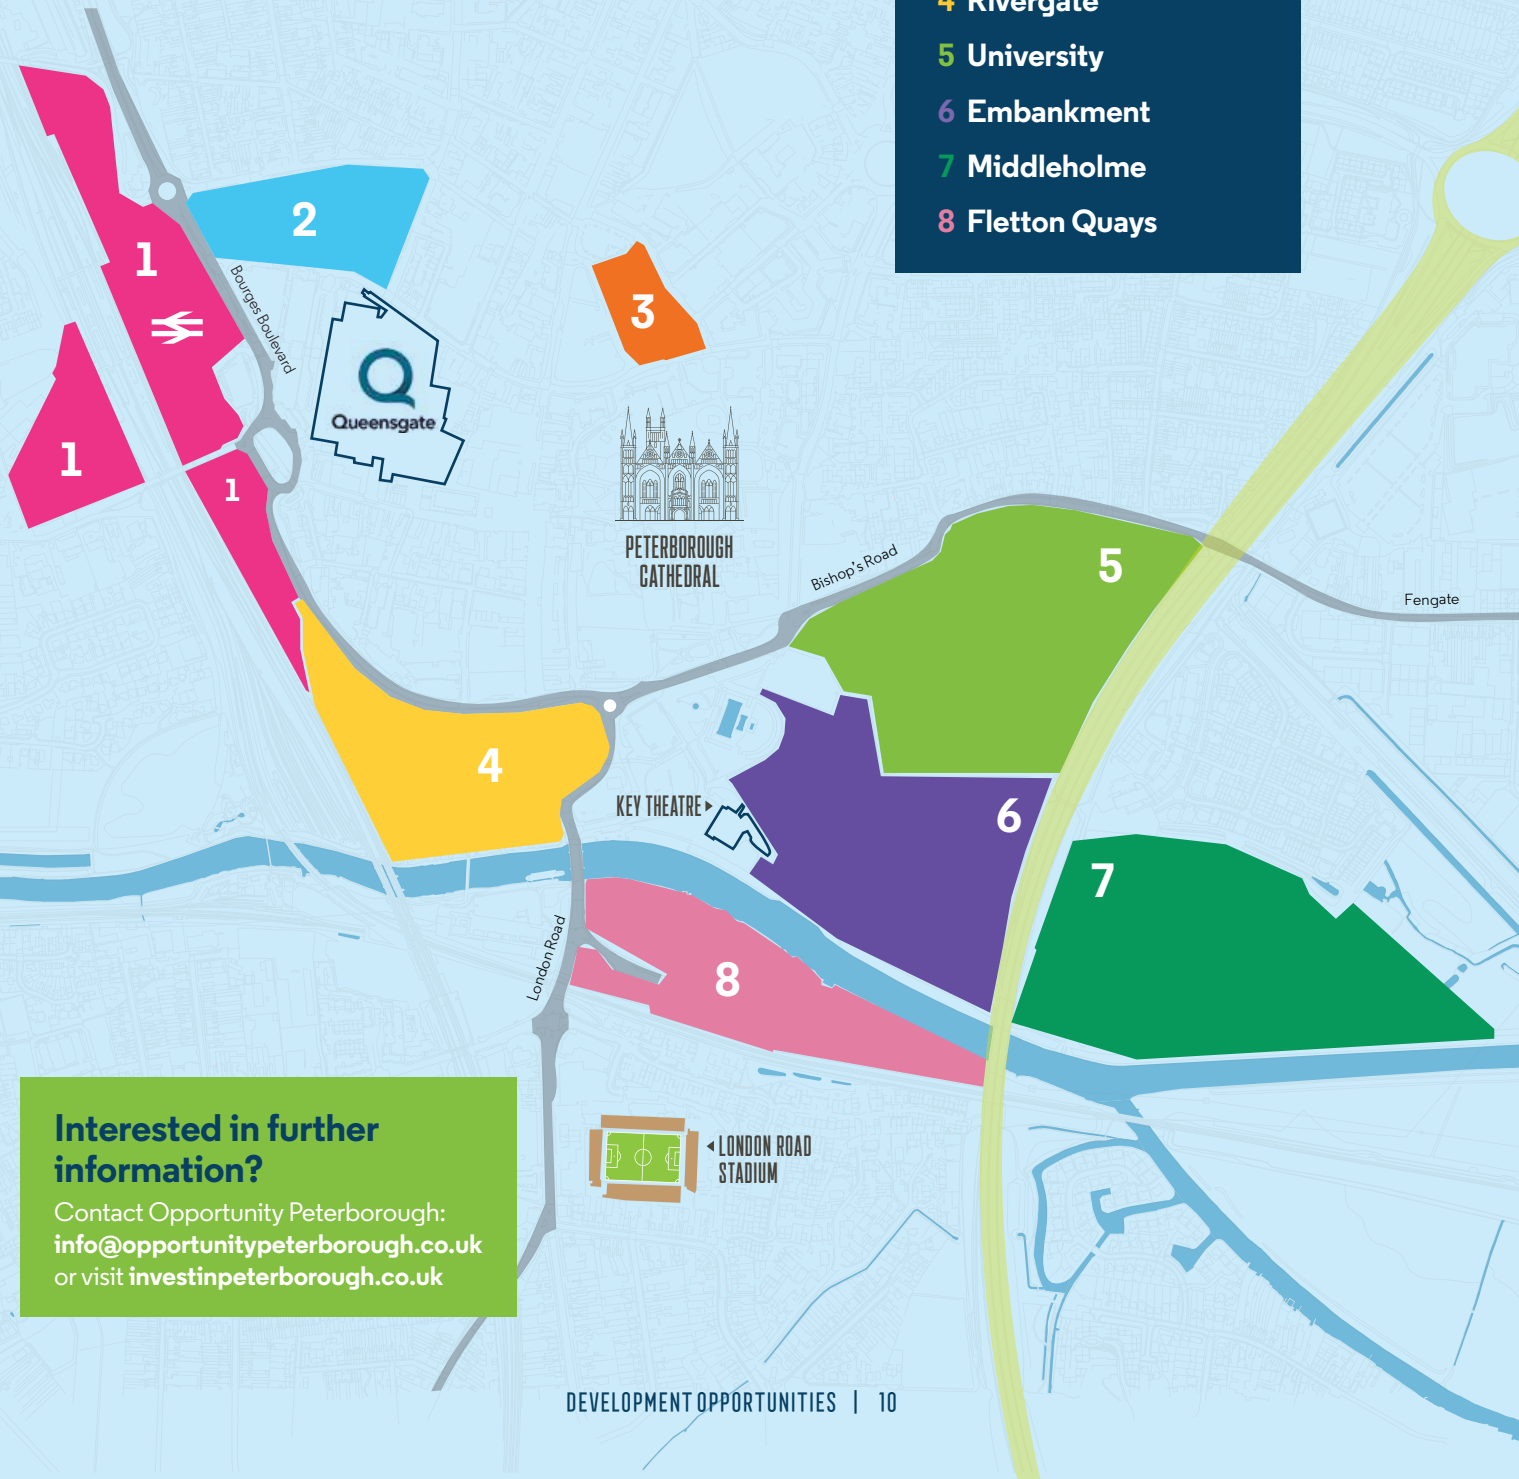 4 Rivergate
5 University
6 Embankment
7 Middleholme
8 Fletton Quays
1
2
3
Bourges Boulevard
Queensgate
1
1
PETERBOROUGH
CATHEDRAL
Bishop's Road
5
Fengate
4
KEY THEATRE
6
7
London Road
8
LONDON ROAD
STADIUM
Interested in further
information?
Contact Opportunity Peterborough:
info@opportunitypeterborough.co.uk
or visit investinpeterborough.co.uk
DEVELOPMENT OPPORTUNITIES | 10